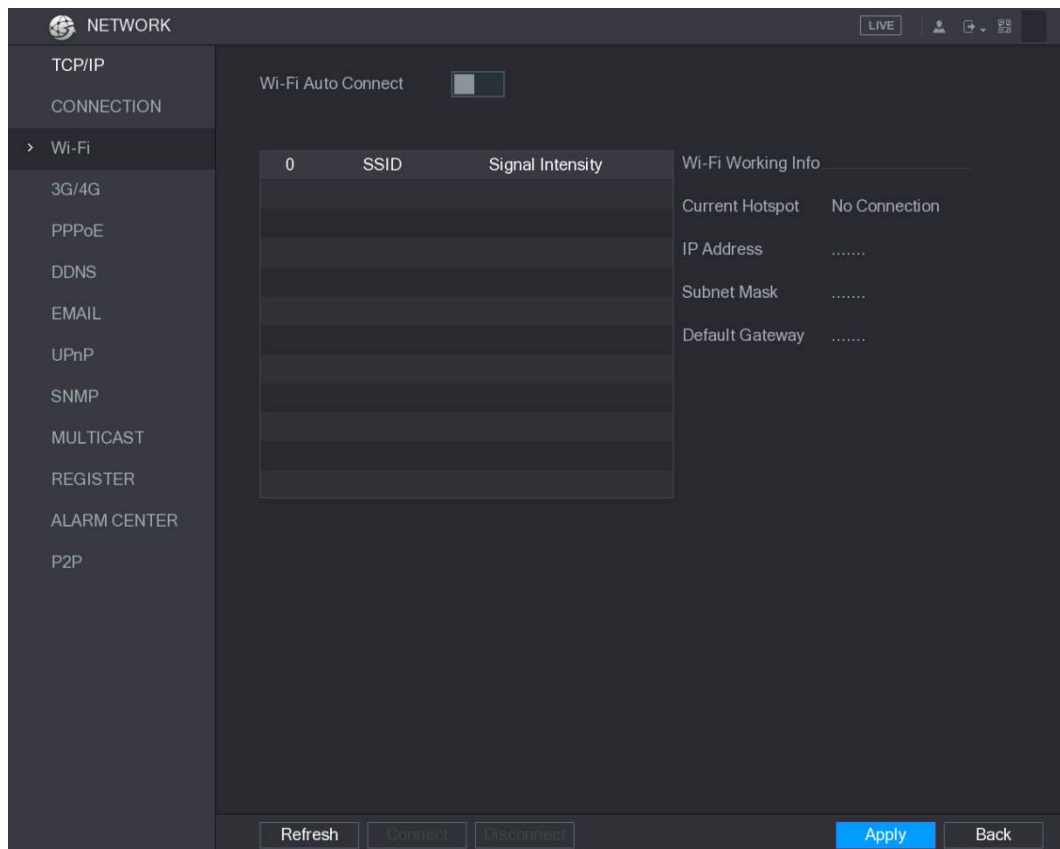 NETWORK
LIVE
TCP/IP
CONNECTION
Wi-Fi
3G/4G
PPPoE
DDNS
EMAIL
UPnP
SNMP
MULTICAST
REGISTER
ALARM CENTER
P2P
Wi-Fi Auto Connect
0 SSID Signal Intensity
Wi-Fi Working Info
Current Hotspot No Connection
IP Address .......
Subnet Mask .......
Default Gateway .......
Refresh Connect Disconnect Apply Back